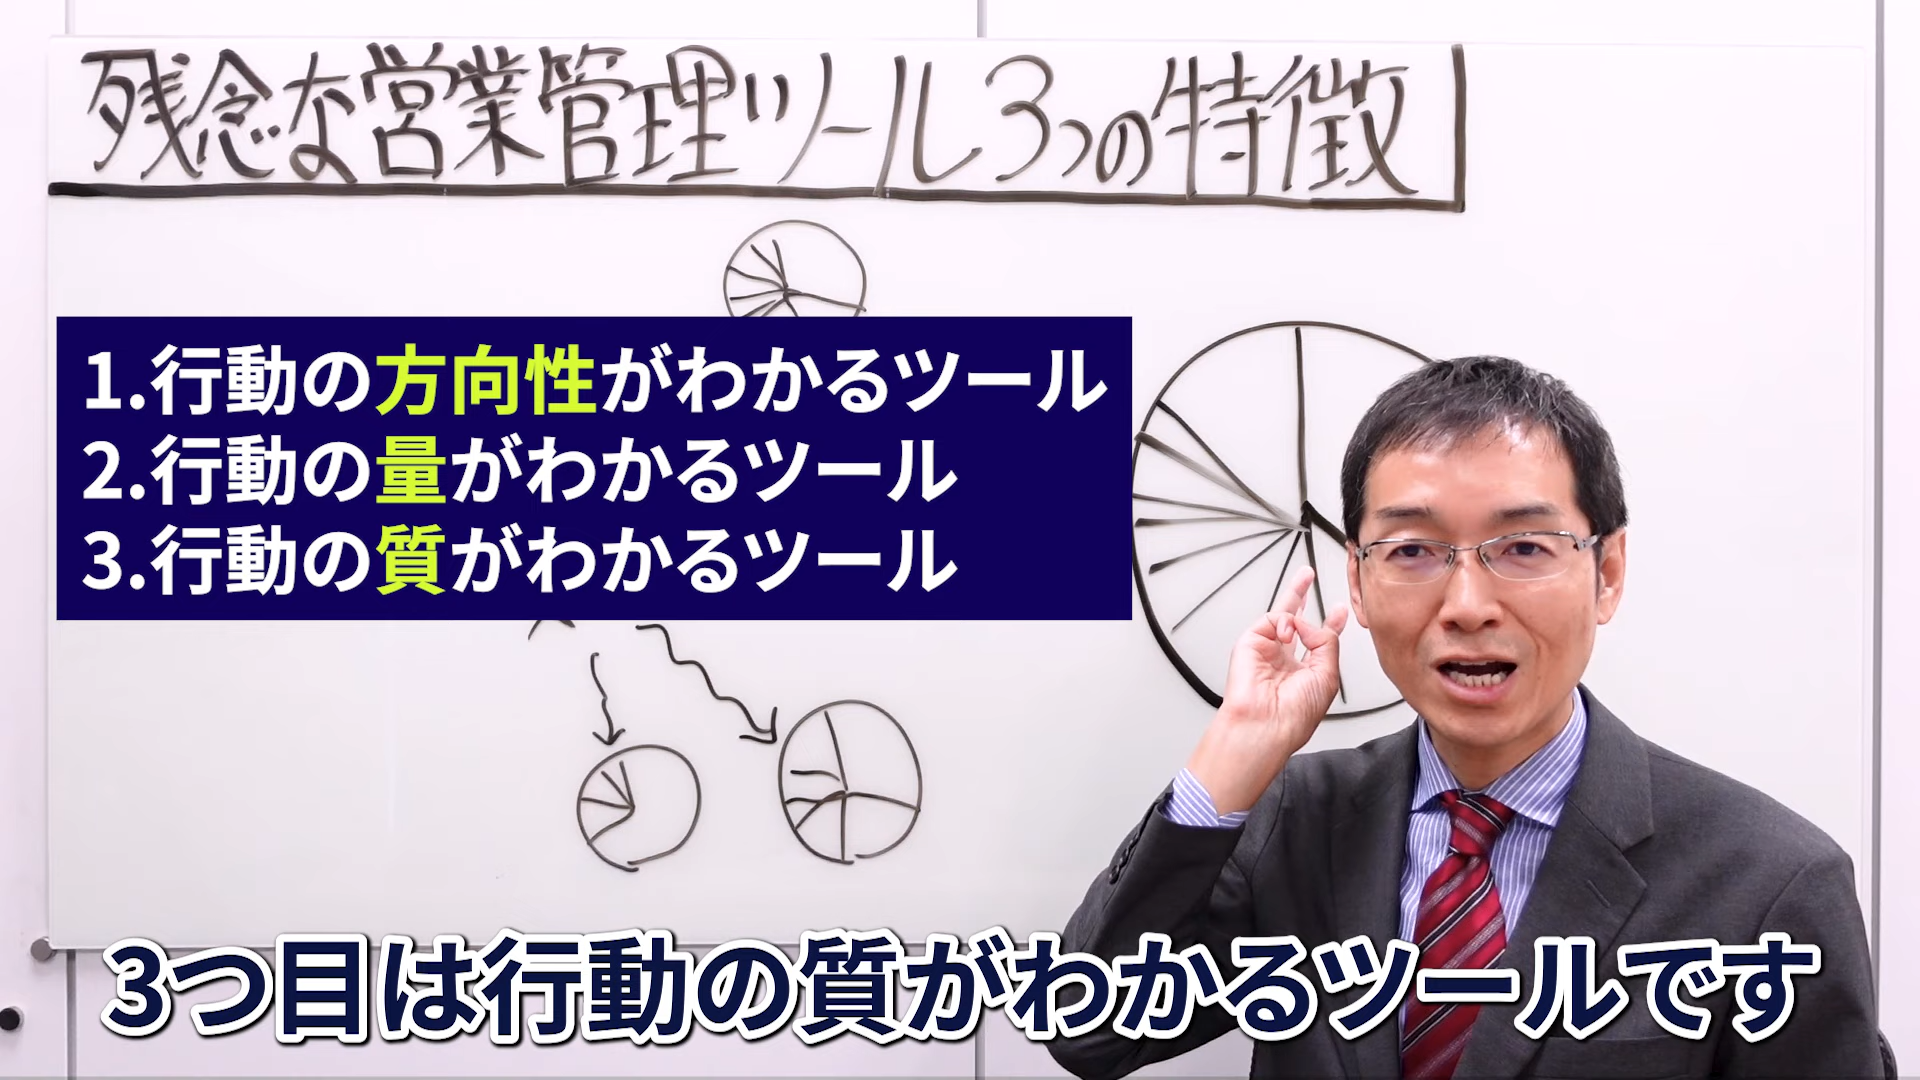 残念な営業管理ツール3つの特徴
1.行動の方向性がわかるツール
2.行動の量がわかるツール
3.行動の質がわかるツール
3つ目は行動の質がわかるツールです